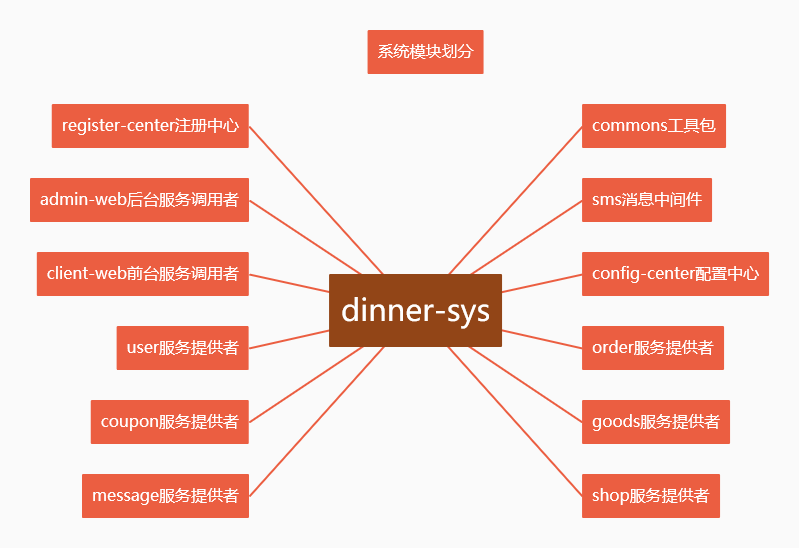 系统模块划分
register-center注册中心
admin-web后台服务调用者
client-web前台服务调用者
user服务提供者
coupon服务提供者
message服务提供者
dinner-sys
commons工具包
sms消息中间件
config-center配置中心
order服务提供者
goods服务提供者
shop服务提供者